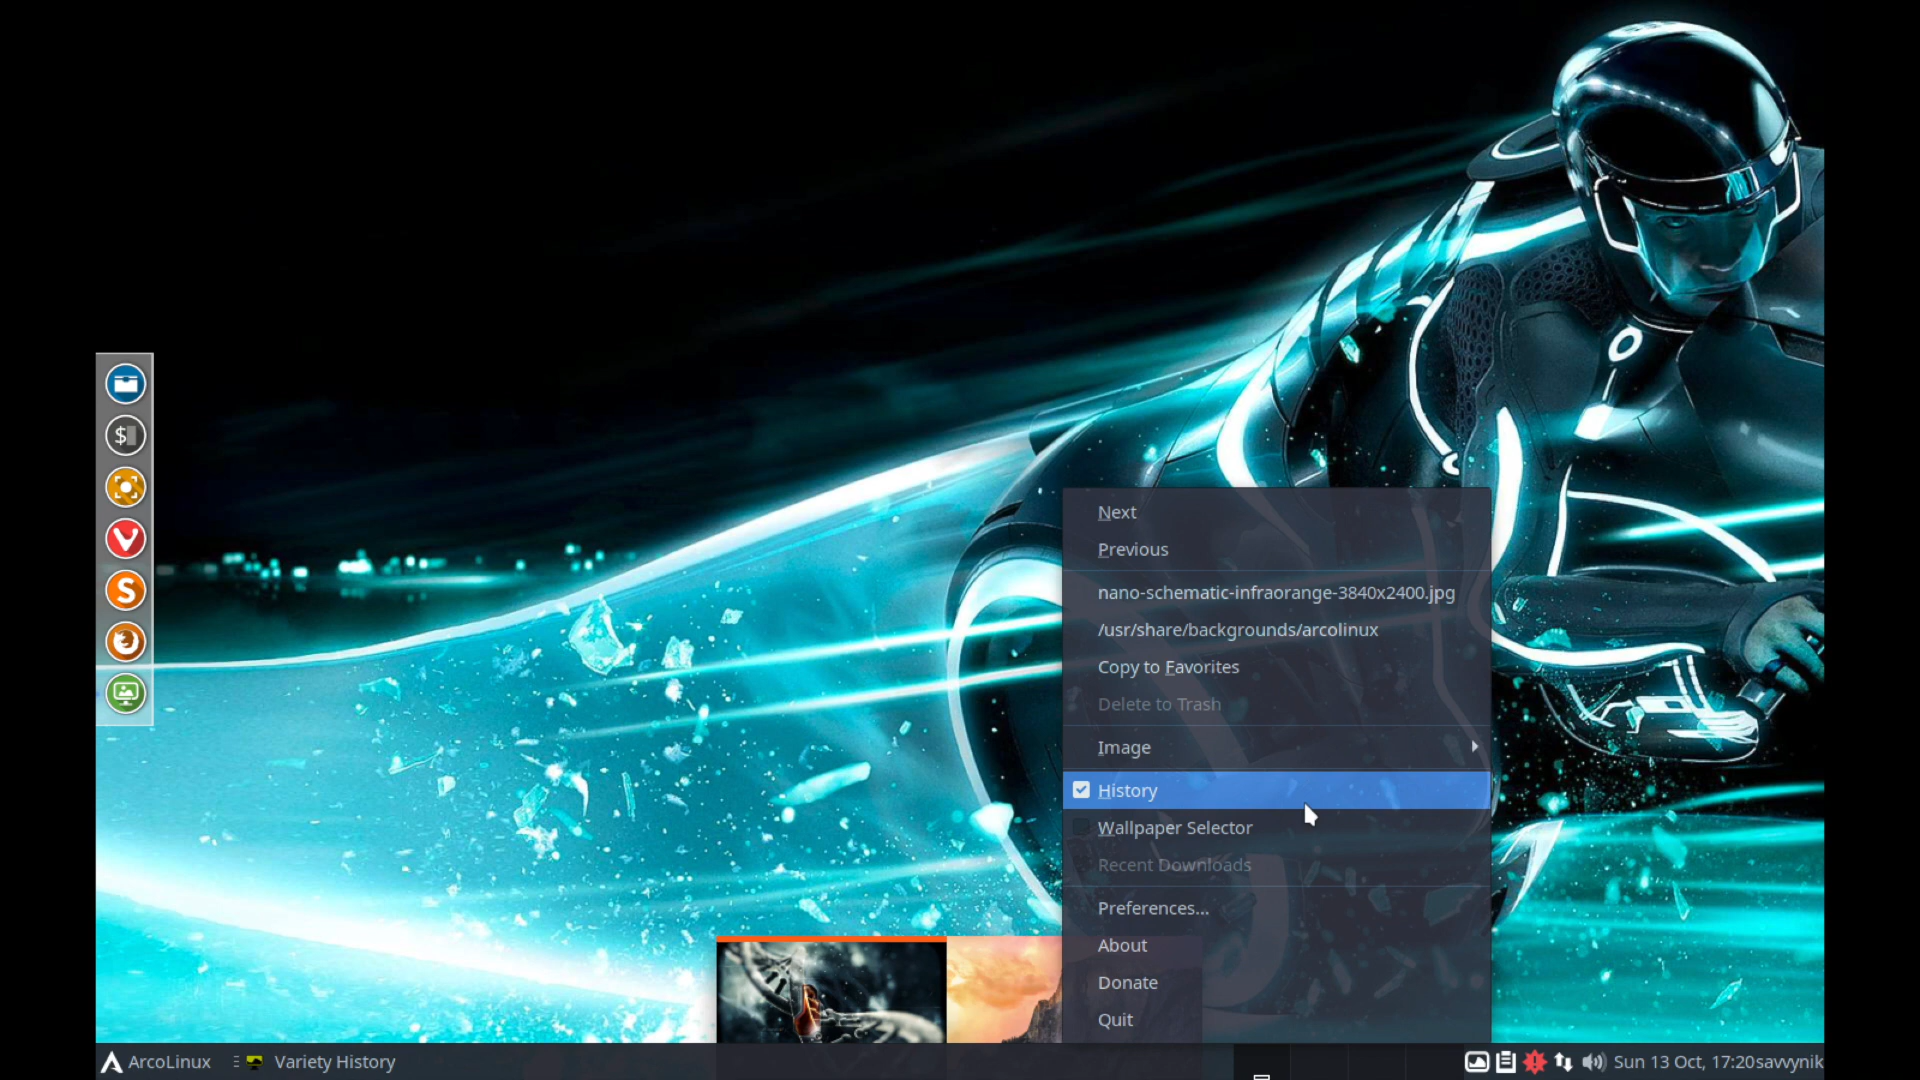 $
Next
Previous
nano-schematic-infraorange-3840x2400.jpg
/usr/share/backgrounds/arcolinux
Copy to Favorites
Delete to Trash
Image
History
Wallpaper Selector
Recent Downloads
Preferences...
About
Donate
Quit
ArcoLinux
Variety History
Sun 13 Oct, 17:20savvynik